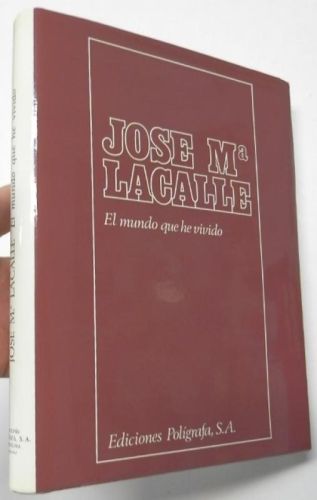 JOSE Mª
LACALLE
El mundo que he vivido
Ediciones Polígrafa, S.A.
JOSE Mª LACALLE El mundo que he vivido
S. A.